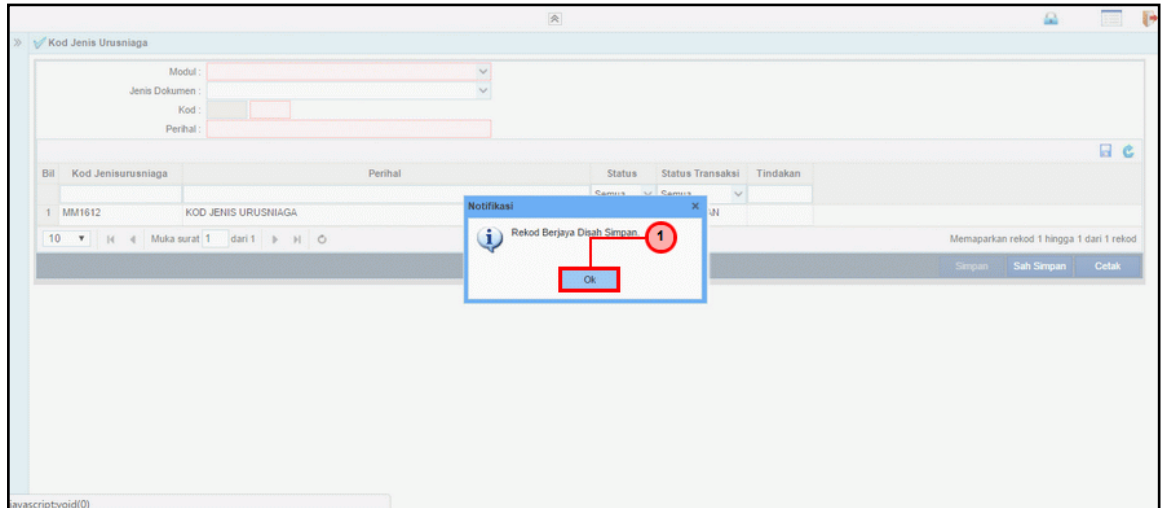 Kod Jenis Urusniaga
Modul :
Jenis Dokumen :
Kod :
Perihal :
Bil Kod Jenisurusniaga Perihal Status Status Transaksi Tindakan
Semua Semua
1 MM1612 KOD JENIS URUSNIAGA
Notifikasi ×
Rekod Berjaya Disah Simpan.
1
Ok
10 Muka surat 1 dari 1
Memaparkan rekod 1 hingga 1 dari 1 rekod
Simpan Sah Simpan Cetak
javascript:void(0)